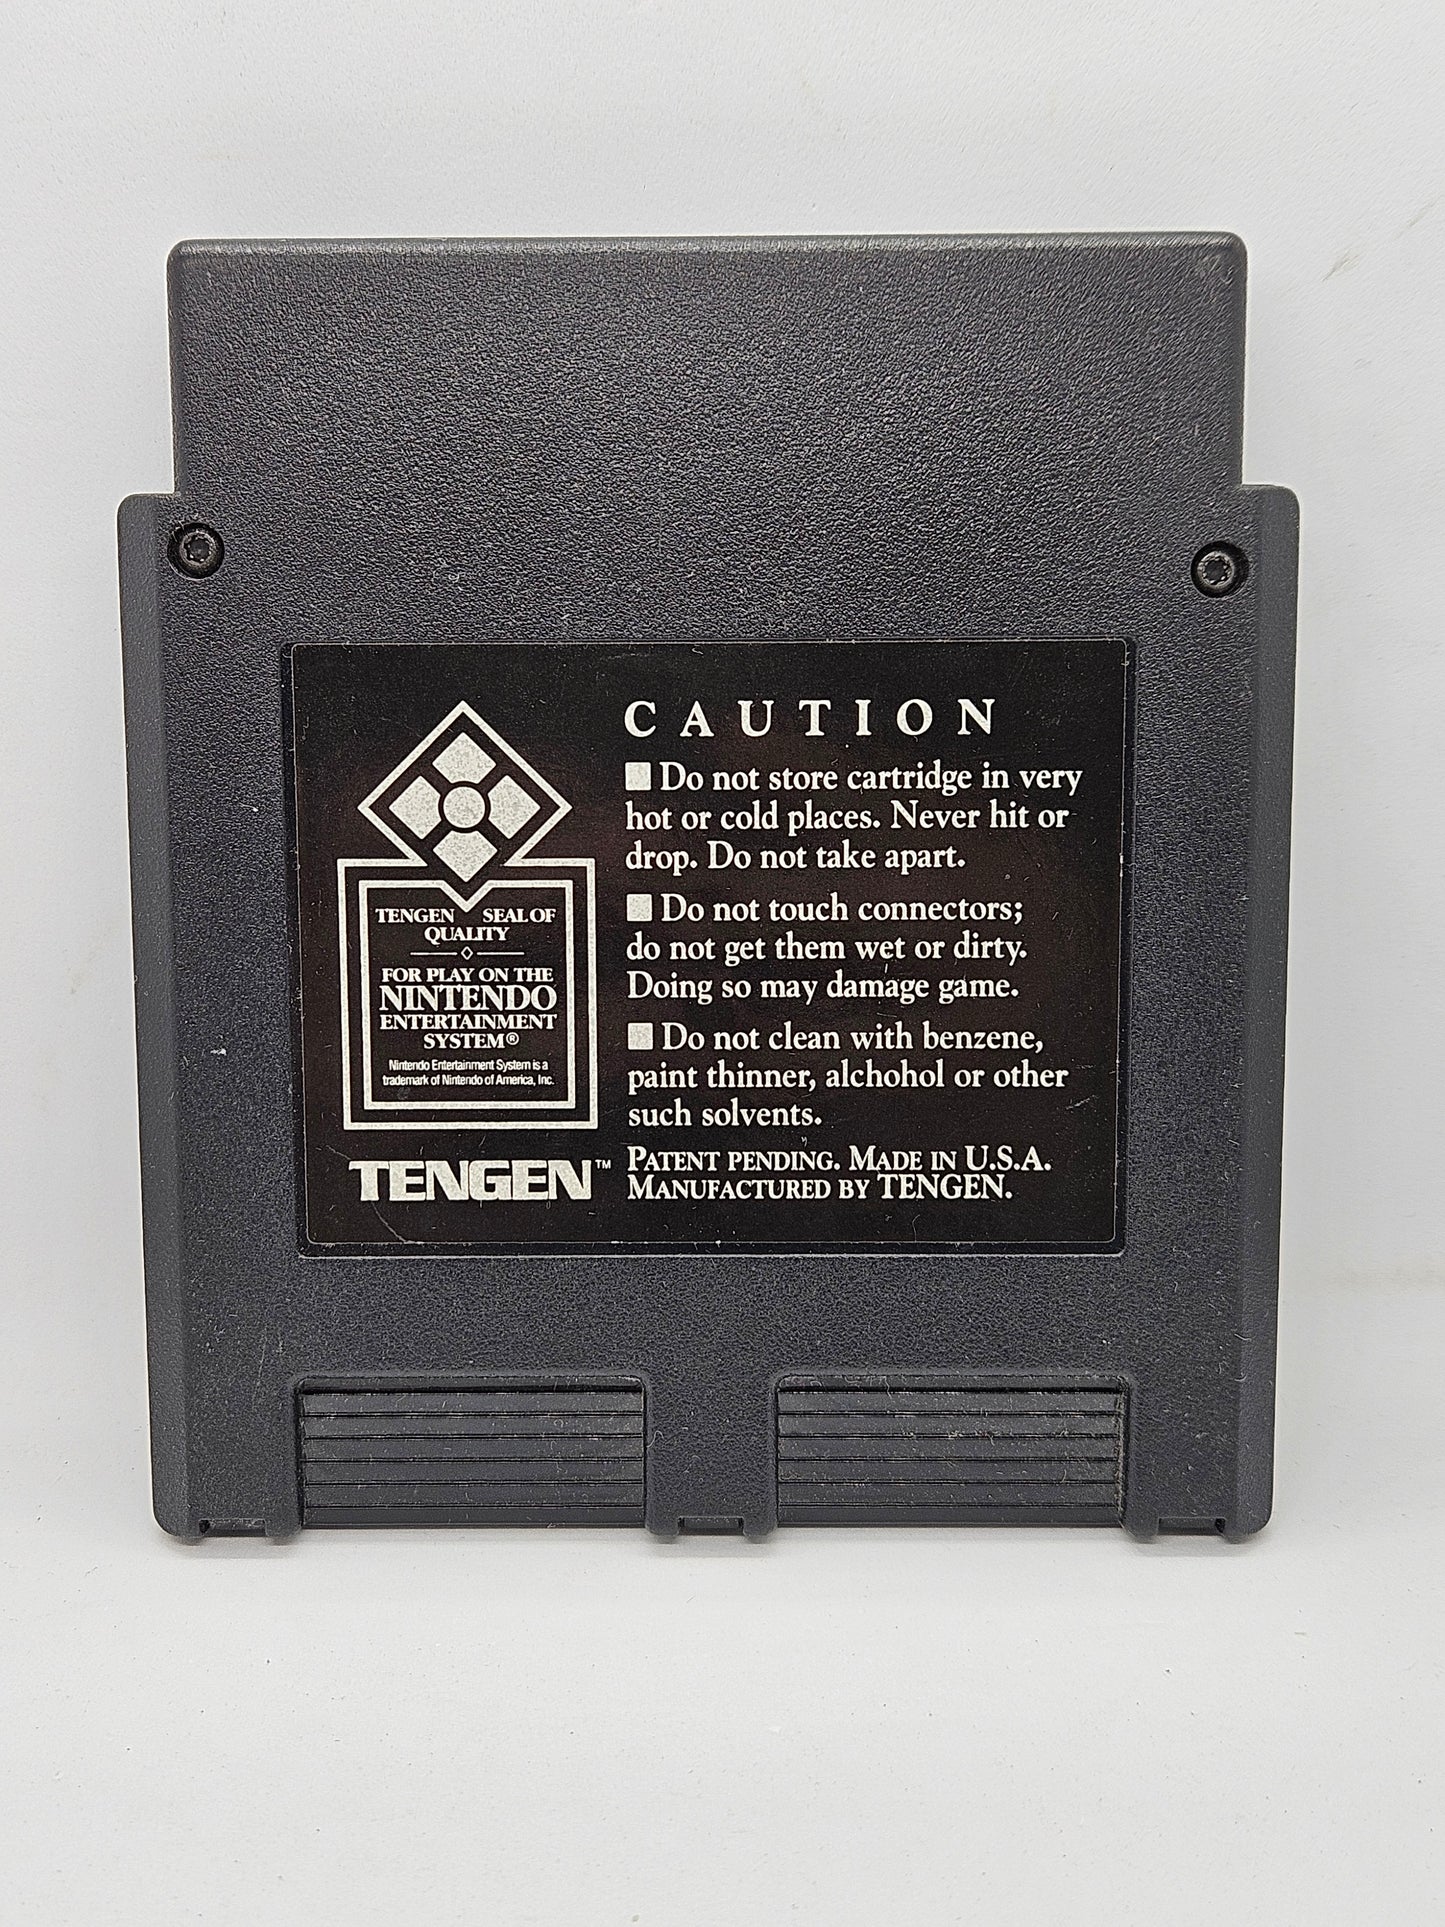 TENGEN SEAL OF
QUALITY
FOR PLAY ON THE
NINTENDO
ENTERTAINMENT
SYSTEM®
Nintendo Entertainment System is a
trademark of Nintendo of America, Inc.
TENGEN™
CAUTION
Do not store cartridge in very
hot or cold places. Never hit or
drop. Do not take apart.
Do not touch connectors;
do not get them wet or dirty.
Doing so may damage game.
Do not clean with benzene,
paint thinner, alchohol or other
such solvents.
PATENT PENDING. MADE IN U.S.A.
MANUFACTURED BY TENGEN.